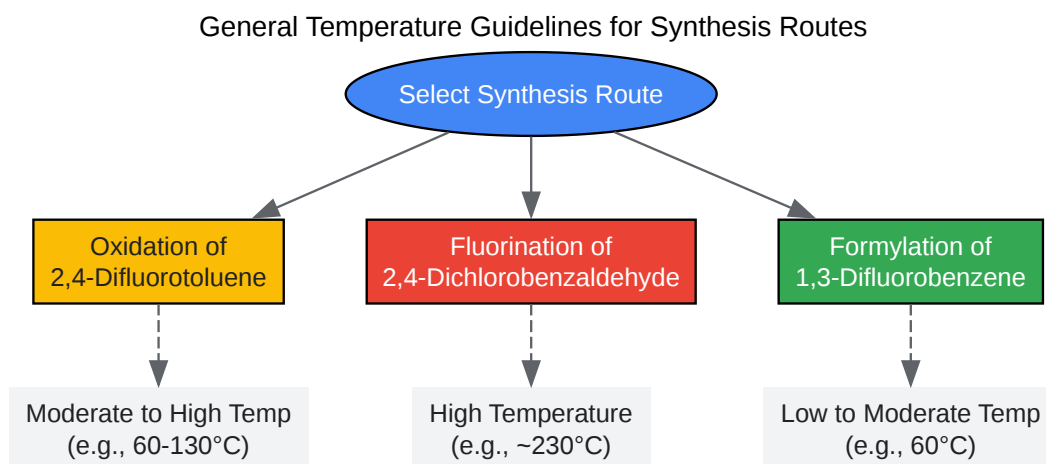 General Temperature Guidelines for Synthesis Routes
Select Synthesis Route
Oxidation of
2,4-Difluorotoluene
Fluorination of
2,4-Dichlorobenzaldehyde
Formylation of
1,3-Difluorobenzene
Moderate to High Temp
(e.g., 60-130°C)
High Temperature
(e.g., ~230°C)
Low to Moderate Temp
(e.g., 60°C)